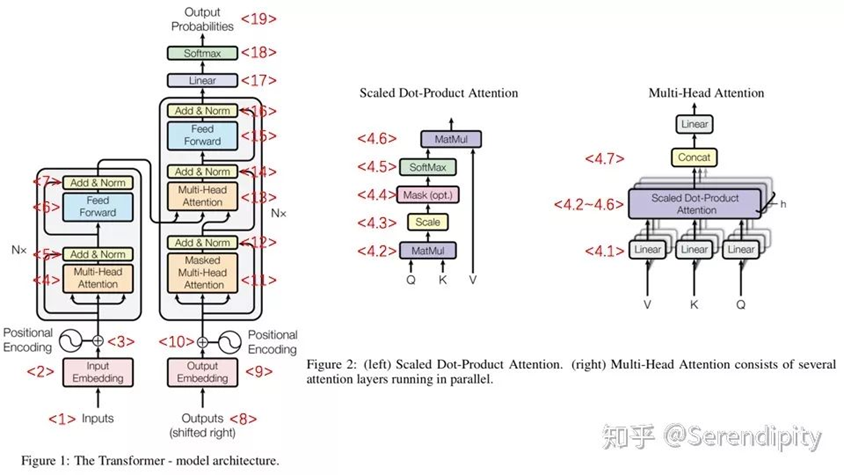 Output
Probabilities
<19>
Softmax
<18>
Linear
<17>
Add & Norm
<16>
Feed
Forward
<15>
Add & Norm
<14>
Multi-Head
Attention
<13>
Add & Norm
<12>
Masked
Multi-Head
Attention
<11>
Nx
<7>
Add & Norm
<6>
Feed
Forward
Nx
<5>
Add & Norm
<4>
Multi-Head
Attention
Positional
Encoding
<3>
<10>
Positional
Encoding
<2>
Input
Embedding
Output
Embedding
<9>
<1>
Inputs
Outputs
(shifted right)
<8>
Figure 1: The Transformer - model architecture.
Scaled Dot-Product Attention
<4.6>
MatMul
<4.5>
SoftMax
<4.4>
Mask (opt.)
<4.3>
Scale
<4.2>
MatMul
Q K V
Multi-Head Attention
Linear
<4.7>
Concat
<4.2~4.6>
Scaled Dot-Product
Attention
h
<4.1>
Linear Linear Linear
V K Q
Figure 2: (left) Scaled Dot-Product Attention. (right) Multi-Head Attention consists of several
attention layers running in parallel.
知乎 @Serendipity